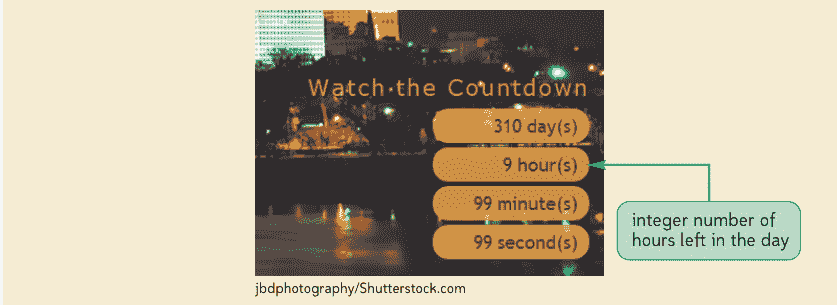 Watch the Countdown
310 day(s)
9 hour(s)
99 minute(s)
99 second(s)
integer number of
hours left in the day
jbdphotography/Shutterstock.com